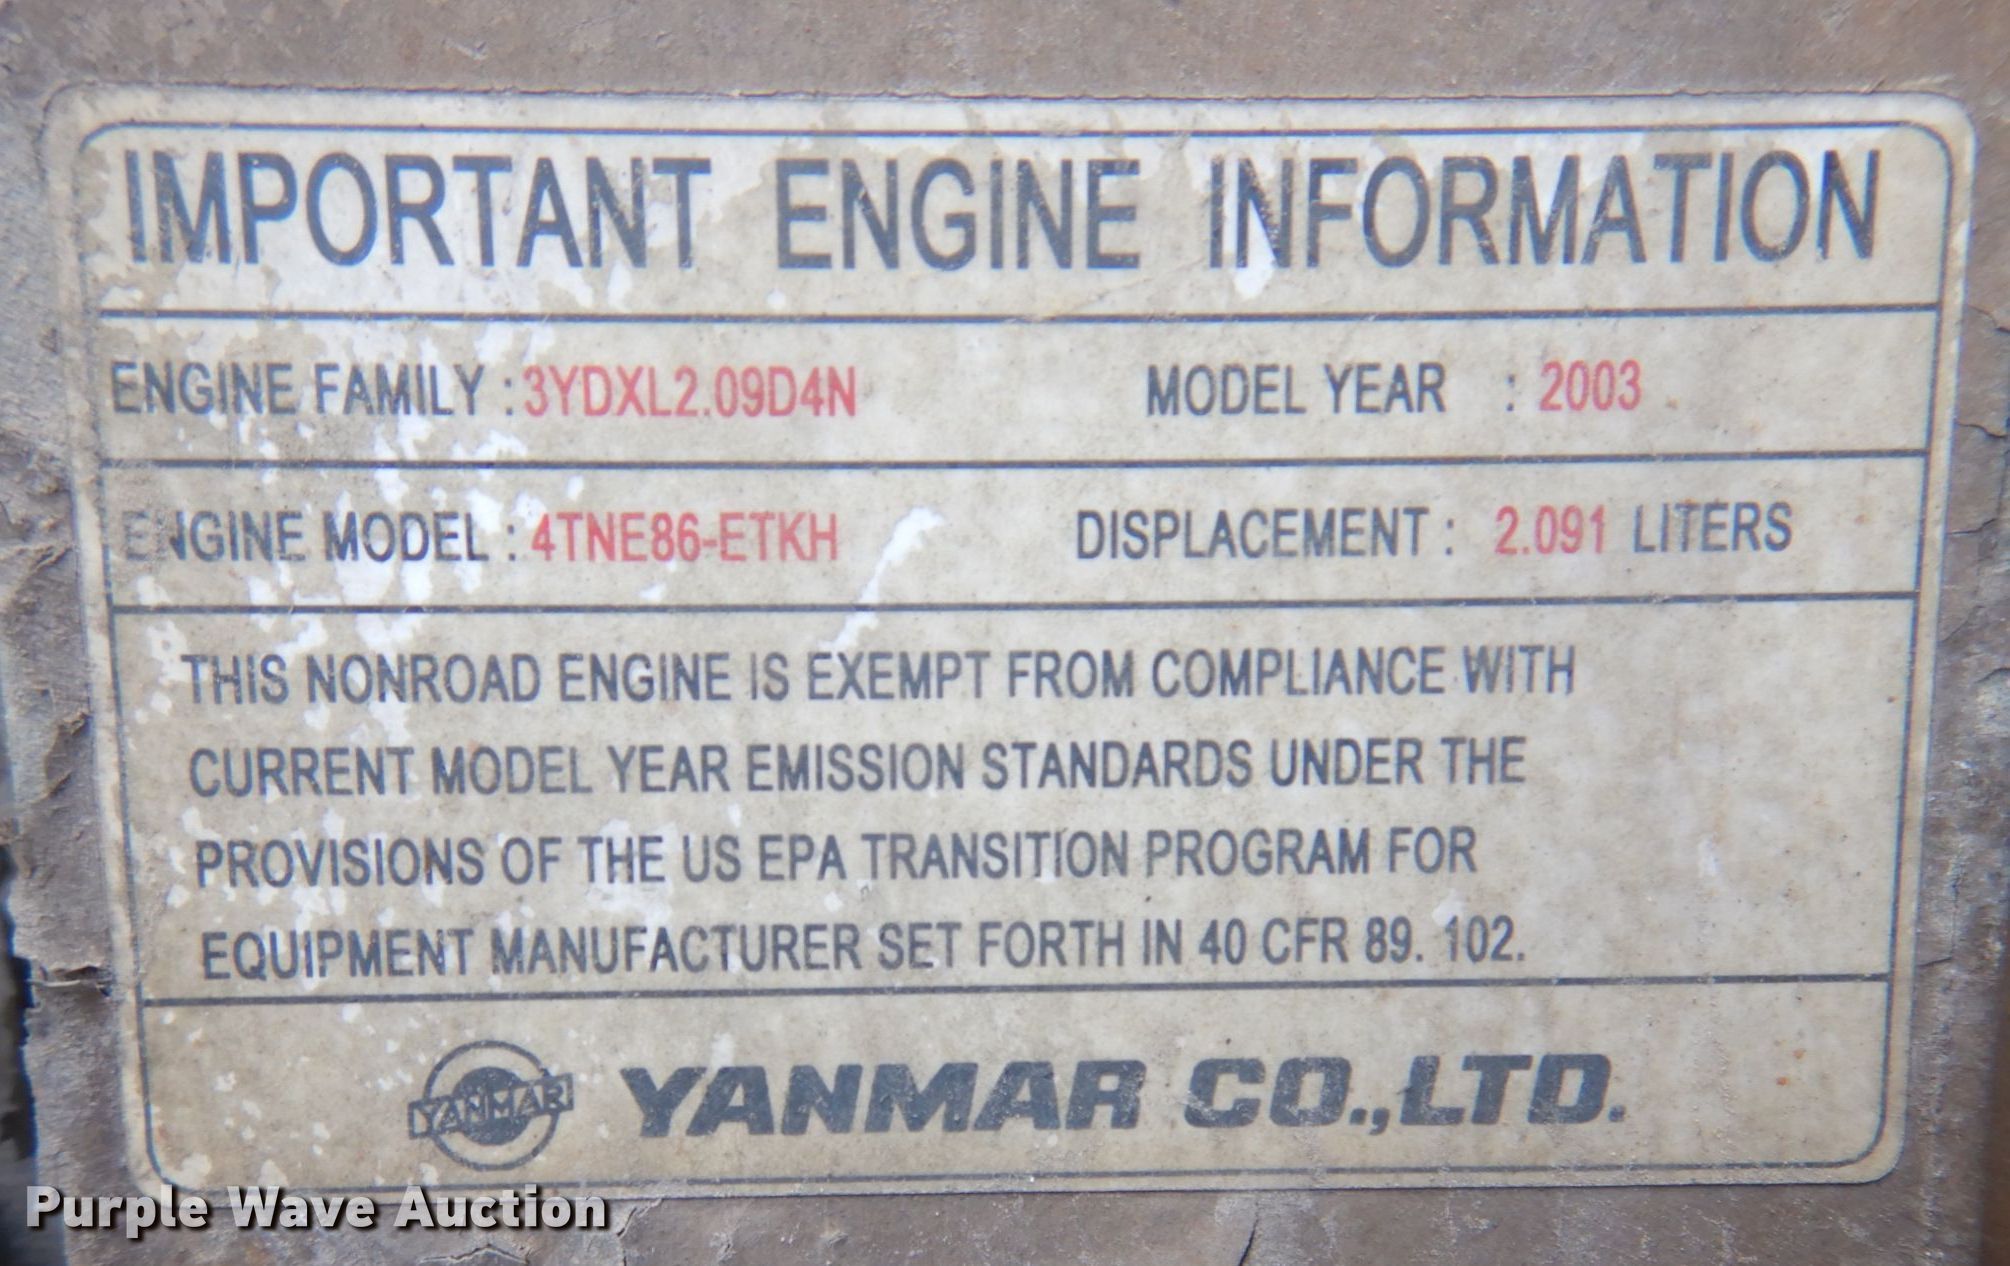 IMPORTANT ENGINE INFORMATION
ENGINE FAMILY : 3YDXL2.09D4N MODEL YEAR : 2003
ENGINE MODEL : 4TNE86-ETKH DISPLACEMENT : 2.091 LITERS
THIS NONROAD ENGINE IS EXEMPT FROM COMPLIANCE WITH
CURRENT MODEL YEAR EMISSION STANDARDS UNDER THE
PROVISIONS OF THE US EPA TRANSITION PROGRAM FOR
EQUIPMENT MANUFACTURER SET FORTH IN 40 CFR 89. 102.
YANMAR YANMAR CO.,LTD.
Purple Wave Auction